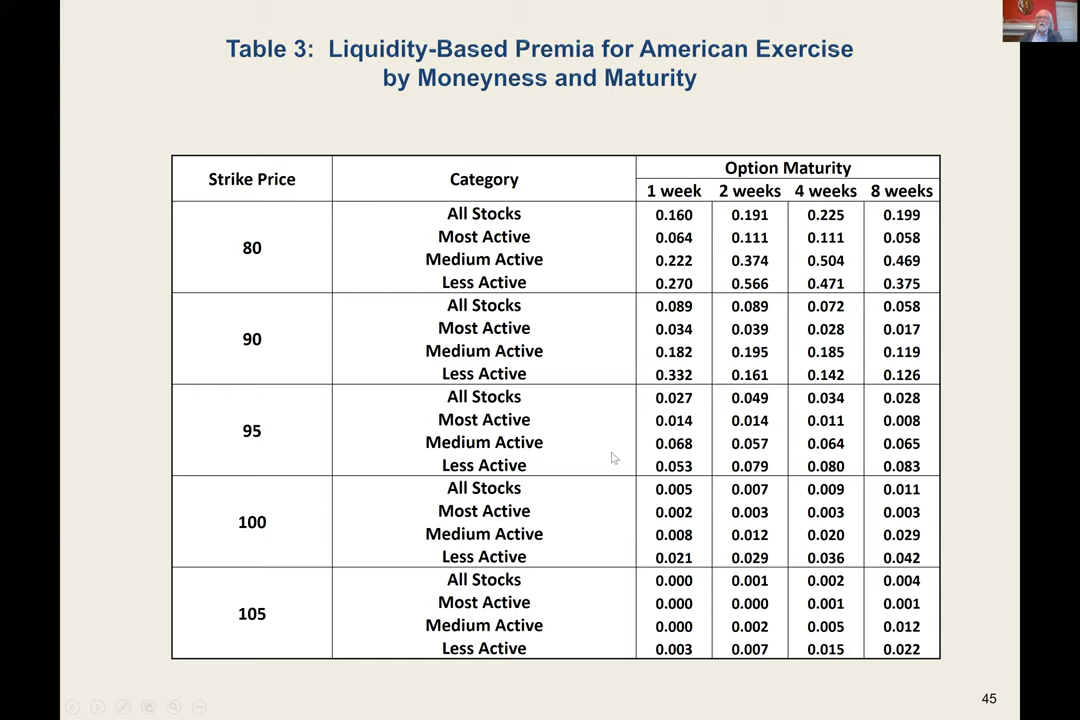 Table 3: Liquidity-Based Premia for American Exercise
by Moneyness and Maturity
Strike Price Category Option Maturity
1 week 2 weeks 4 weeks 8 weeks
80
All Stocks 0.160 0.191 0.225 0.199
Most Active 0.064 0.111 0.111 0.058
Medium Active 0.222 0.374 0.504 0.469
Less Active 0.270 0.566 0.471 0.375
90
All Stocks 0.089 0.089 0.072 0.058
Most Active 0.034 0.039 0.028 0.017
Medium Active 0.182 0.195 0.185 0.119
Less Active 0.332 0.161 0.142 0.126
95
All Stocks 0.027 0.049 0.034 0.028
Most Active 0.014 0.014 0.011 0.008
Medium Active 0.068 0.057 0.064 0.065
Less Active 0.053 0.079 0.080 0.083
100
All Stocks 0.005 0.007 0.009 0.011
Most Active 0.002 0.003 0.003 0.003
Medium Active 0.008 0.012 0.020 0.029
Less Active 0.021 0.029 0.036 0.042
105
All Stocks 0.000 0.001 0.002 0.004
Most Active 0.000 0.000 0.001 0.001
Medium Active 0.000 0.002 0.005 0.012
Less Active 0.003 0.007 0.015 0.022
45